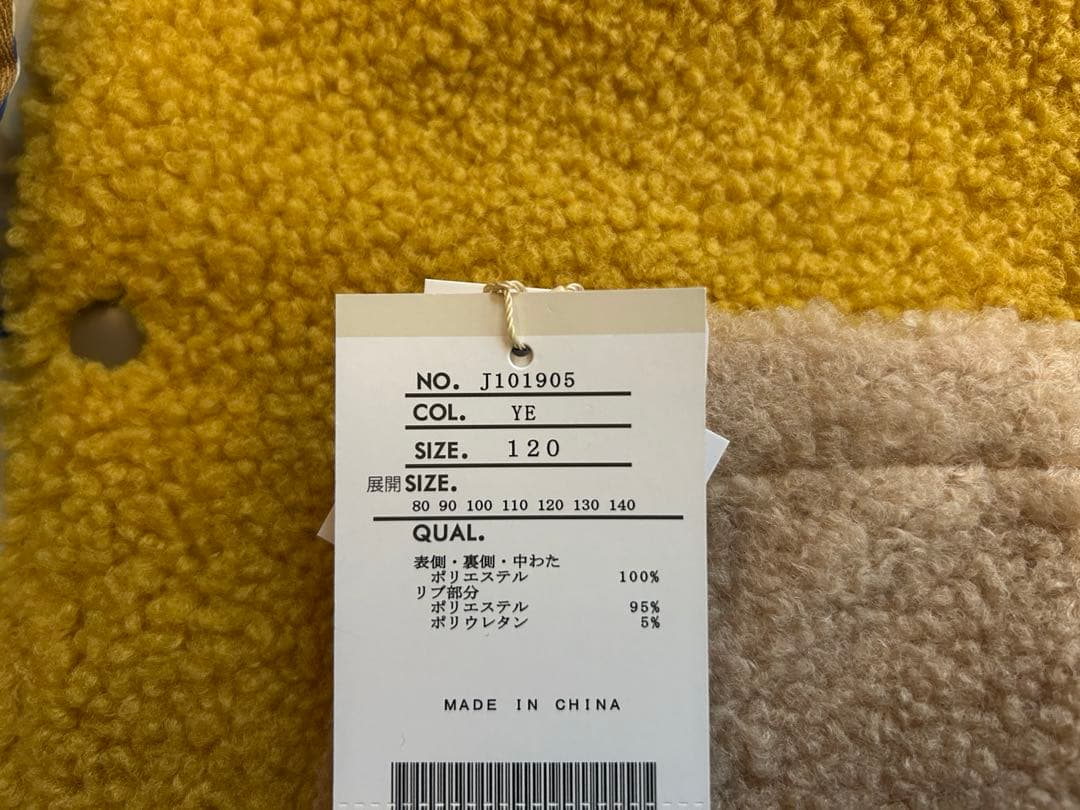 NO. J101905
COL. YE
SIZE. 120
展開SIZE.
80 90 100 110 120 130 140
QUAL.
表側・裏側・中わた
ポリエステル 100%
リブ部分
ポリエステル 95%
ポリウレタン 5%
MADE IN CHINA